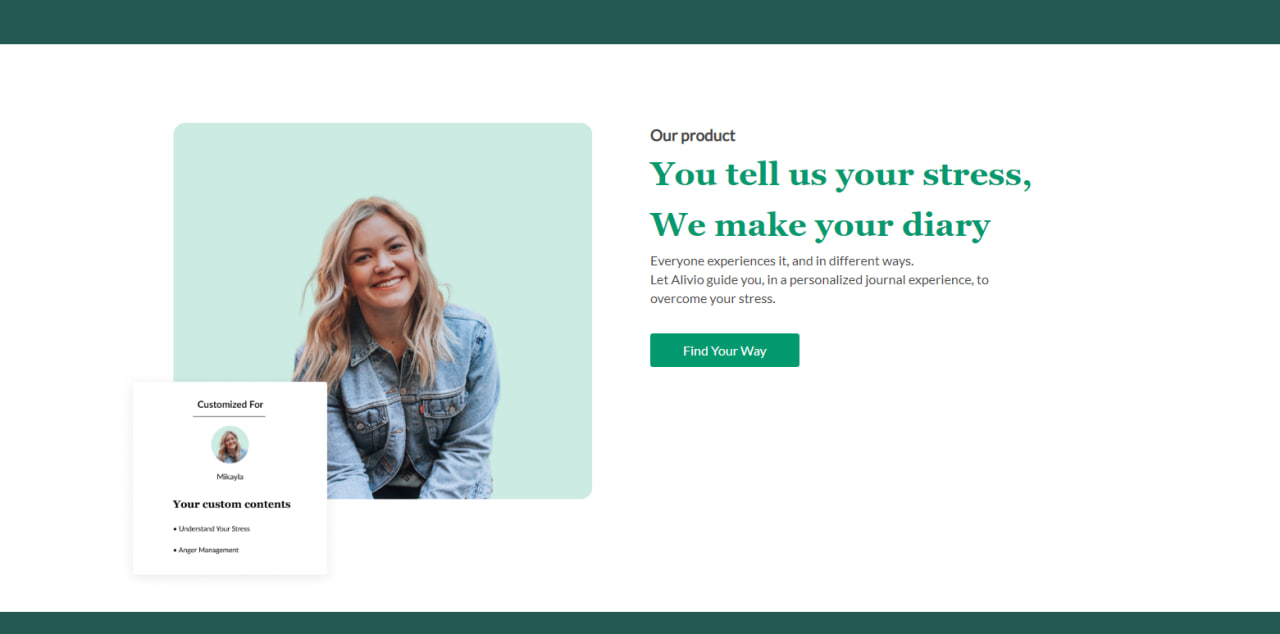 Our product
You tell us your stress,
We make your diary
Everyone experiences it, and in different ways.
Let Alivio guide you, in a personalized journal experience, to
overcome your stress.
Find Your Way
Customized For
Mikayla
Your custom contents
• Understand Your Stress
• Anger Management